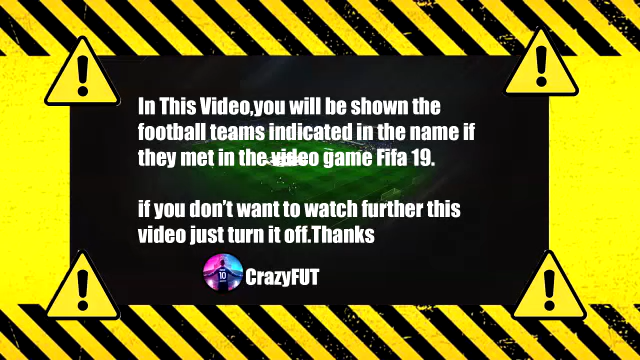 In This Video,you will be shown the
football teams indicated in the name if
they met in the video game Fifa 19.
if you don't want to watch further this
video just turn it off.Thanks
10
CrazyFUT